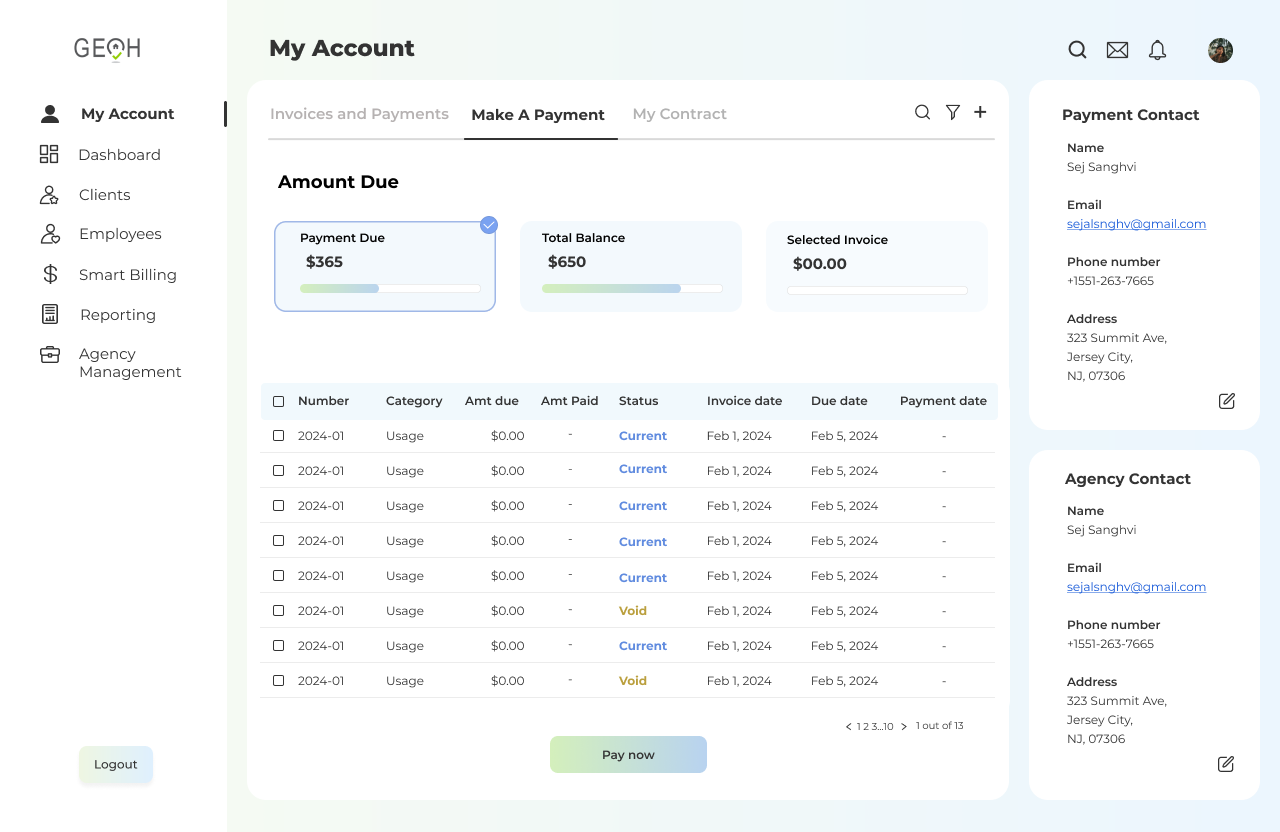 GEOH
My Account
Dashboard
Clients
Employees
Smart Billing
Reporting
Agency
Management
Logout
My Account
Invoices and Payments Make A Payment My Contract
Amount Due
Payment Due
$365
Total Balance
$650
Selected Invoice
$00.00
Number Category Amt due Amt Paid Status Invoice date Due date Payment date
2024-01 Usage $0.00 - Current Feb 1, 2024 Feb 5, 2024 -
2024-01 Usage $0.00 - Current Feb 1, 2024 Feb 5, 2024 -
2024-01 Usage $0.00 - Current Feb 1, 2024 Feb 5, 2024 -
2024-01 Usage $0.00 - Current Feb 1, 2024 Feb 5, 2024 -
2024-01 Usage $0.00 - Current Feb 1, 2024 Feb 5, 2024 -
2024-01 Usage $0.00 - Void Feb 1, 2024 Feb 5, 2024 -
2024-01 Usage $0.00 - Current Feb 1, 2024 Feb 5, 2024 -
2024-01 Usage $0.00 - Void Feb 1, 2024 Feb 5, 2024 -
< 1 2 3...10 > 1 out of 13
Pay now
Payment Contact
Name
Sej Sanghvi
Email
sejalsnghv@gmail.com
Phone number
+1551-263-7665
Address
323 Summit Ave,
Jersey City,
NJ, 07306
Agency Contact
Name
Sej Sanghvi
Email
sejalsnghv@gmail.com
Phone number
+1551-263-7665
Address
323 Summit Ave,
Jersey City,
NJ, 07306